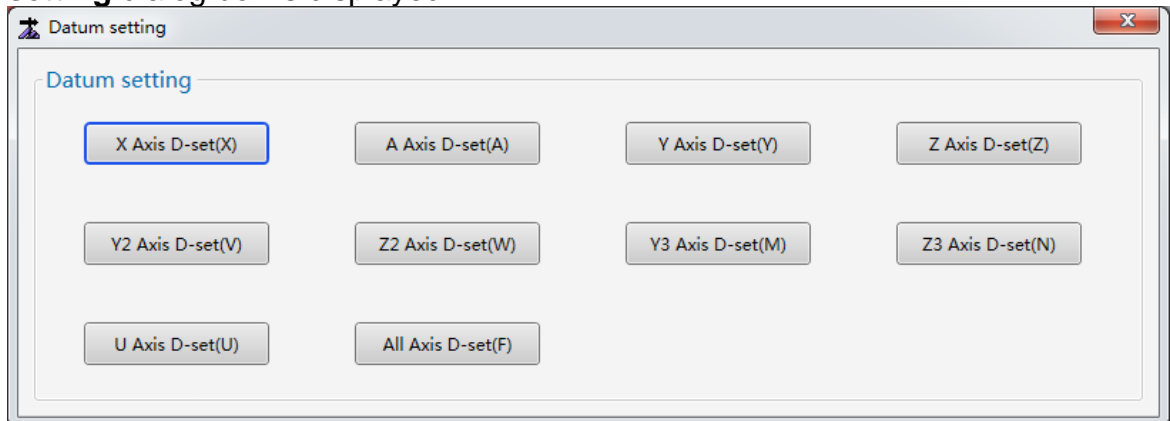 Datum setting
Datum setting
X Axis D-set(X) A Axis D-set(A) Y Axis D-set(Y) Z Axis D-set(Z)
Y2 Axis D-set(V) Z2 Axis D-set(W) Y3 Axis D-set(M) Z3 Axis D-set(N)
U Axis D-set(U) All Axis D-set(F)